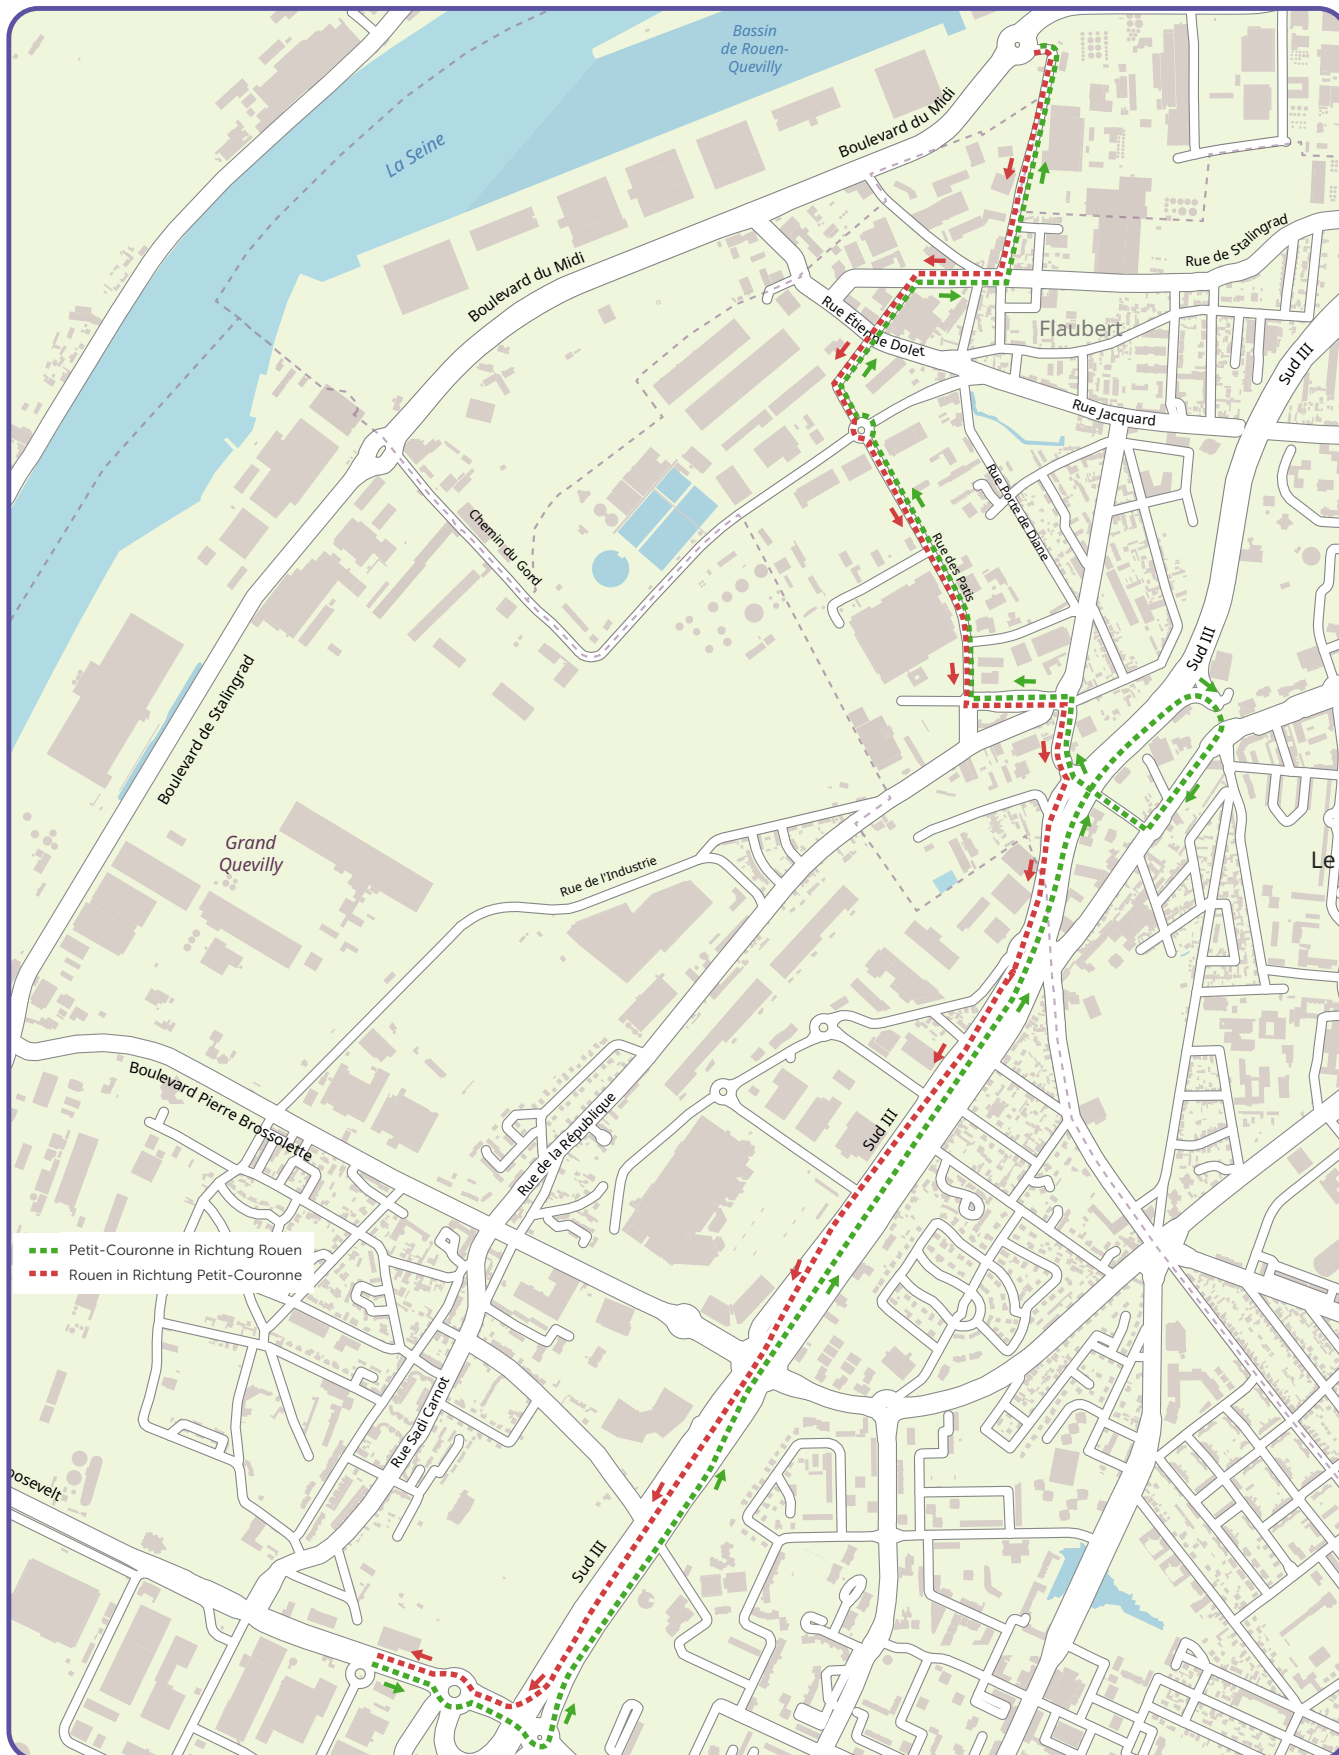 Bassin
de Rouen-
Quevilly
Boulevard du Midi
La Seine
Rue de Stalingrad
Boulevard du Midi
Rue Étienne Dolet
Flaubert
Sud III
Rue Jacquard
Rue Porte de Diane
Chemin du Gord
Rue des Patis
Sud III
Boulevard de Stalingrad
Grand
Quevilly
Le
Rue de l'Industrie
Boulevard Pierre Brossolette
Rue de la République
Sud III
Petit-Couronne in Richtung Rouen
Rouen in Richtung Petit-Couronne
Rue Sadi Carnot
oosevelt
Sud III